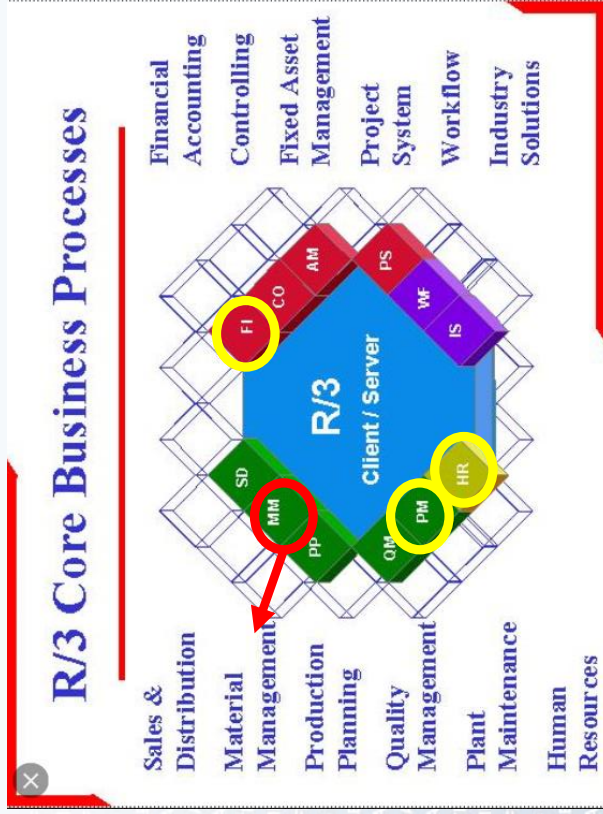 R/3 Core Business Processes
Sales &
Distribution
Material
Management
Production
Planning
Quality
Management
Plant
Maintenance
Human
Resources
SD
MM
PP
QM
PM
HR
R/3
Client / Server
FI
CO
AM
PS
WF
IS
Financial
Accounting
Controlling
Fixed Asset
Management
Project
System
Workflow
Industry
Solutions